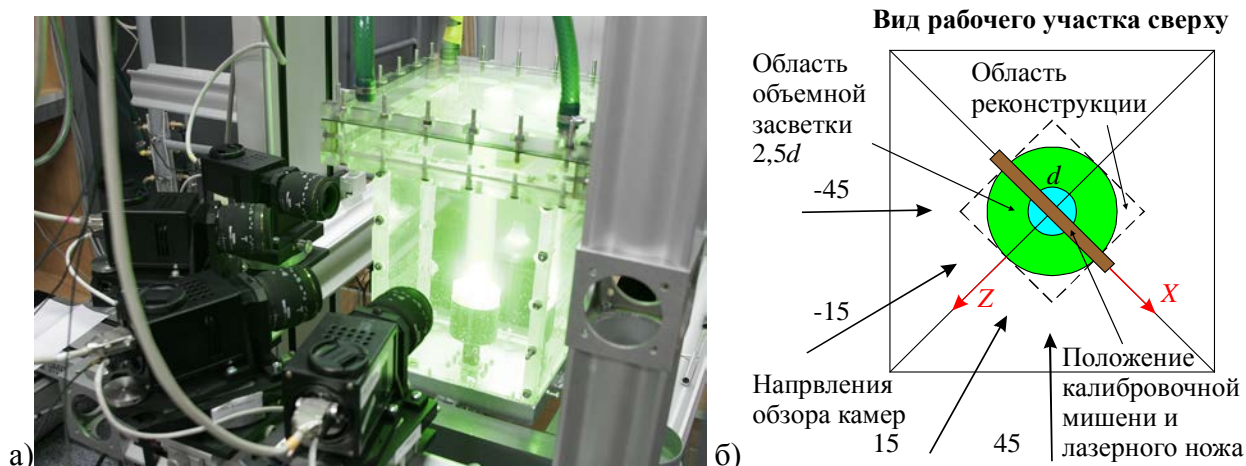 Вид рабочего участка сверху
Область
объемной
засветки
2,5d
Область
реконструкции
d
-45
-15
Z
X
Напрвления
обзора камер
15
45
Положение
калибровочной
мишени и
лазерного ножа
а)
б)